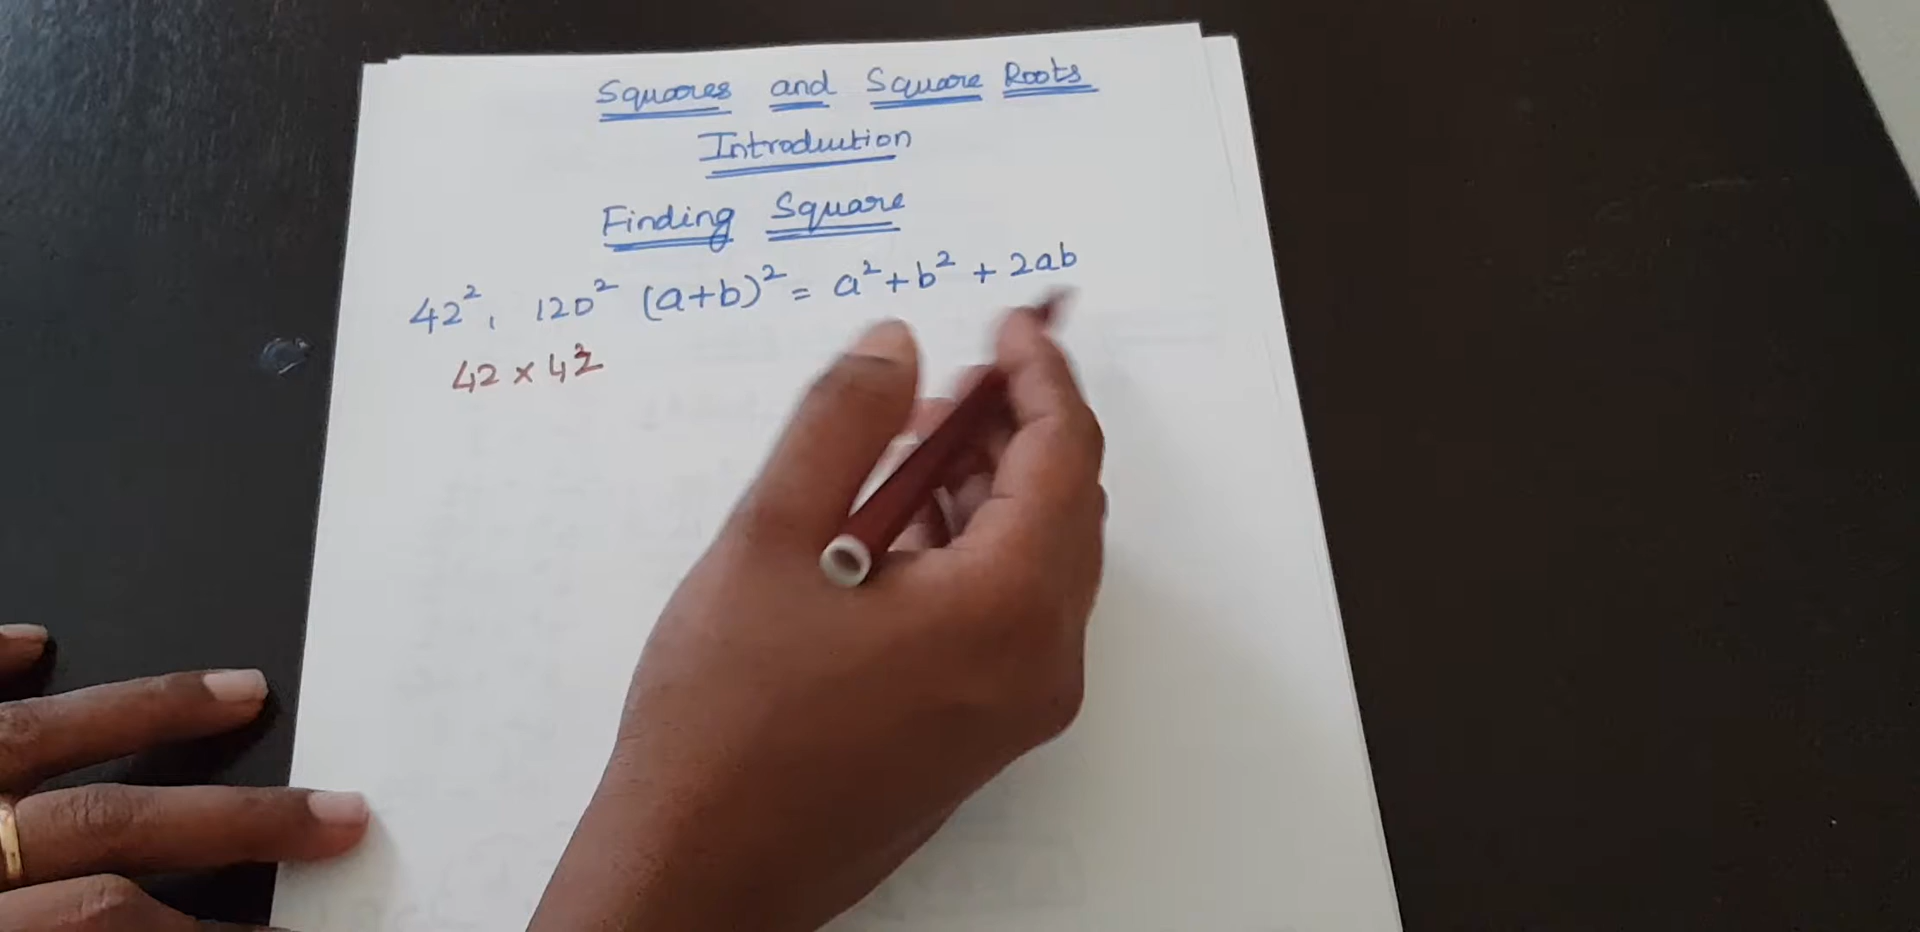 Squares and Square Roots
Introduction
Finding Square
42², 120² (a+b)² = a² + b² + 2ab
42 × 42